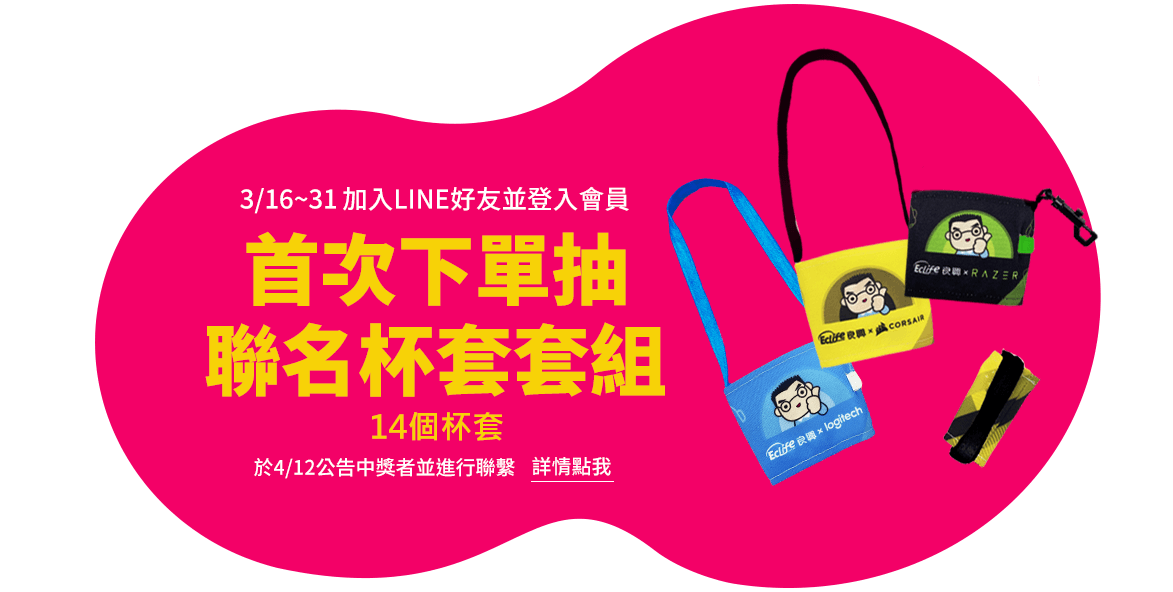 3/16~31 加入LINE好友並登入會員
首次下單抽
聯名杯套套組
14個杯套
於4/12公告中獎者並進行聯繫 詳情點我
EcLife 良興 × RAZER
EcLife 良興 × CORSAIR
EcLife 良興 × logitech